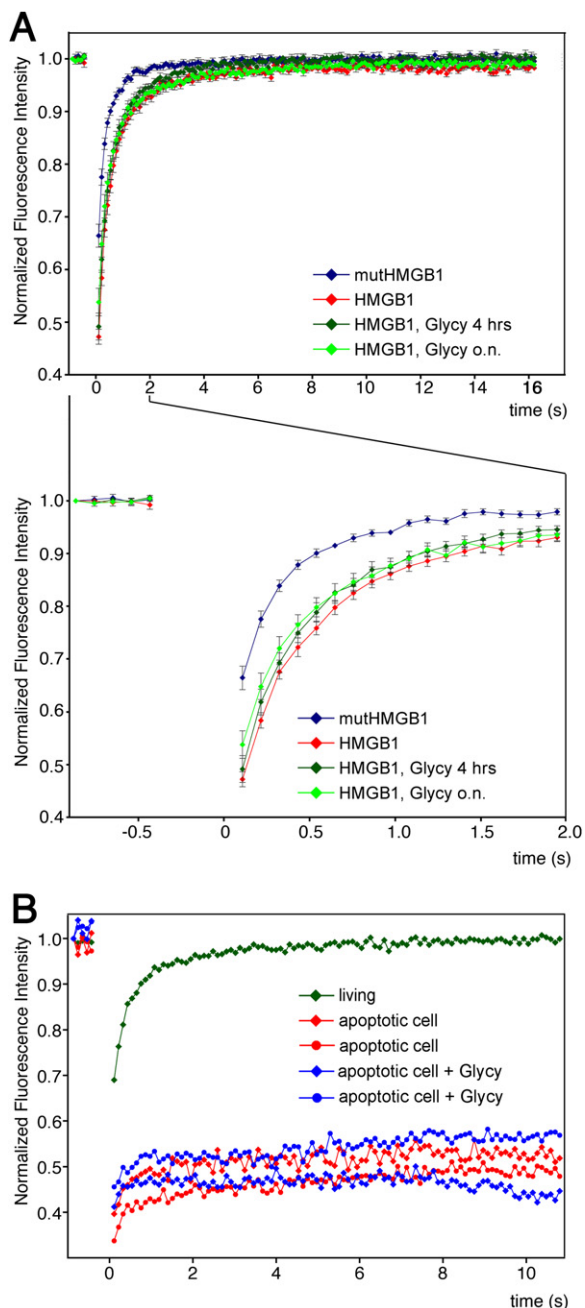 A
Normalized Fluorescence Intensity
1.0
0.9
0.8
0.7
0.6
0.5
0.4
mutHMGB1
HMGB1
HMGB1, Glycy 4 hrs
HMGB1, Glycy o.n.
0 2 4 6 8 10 12 14 16
time (s)
Normalized Fluorescence Intensity
1.0
0.9
0.8
0.7
0.6
0.5
0.4
mutHMGB1
HMGB1
HMGB1, Glycy 4 hrs
HMGB1, Glycy o.n.
-0.5 0 0.5 1.0 1.5 2.0
time (s)
B
Normalized Fluorescence Intensity
1.0
0.9
0.8
0.7
0.6
0.5
0.4
living
apoptotic cell
apoptotic cell
apoptotic cell + Glycy
apoptotic cell + Glycy
0 2 4 6 8 10
time (s)